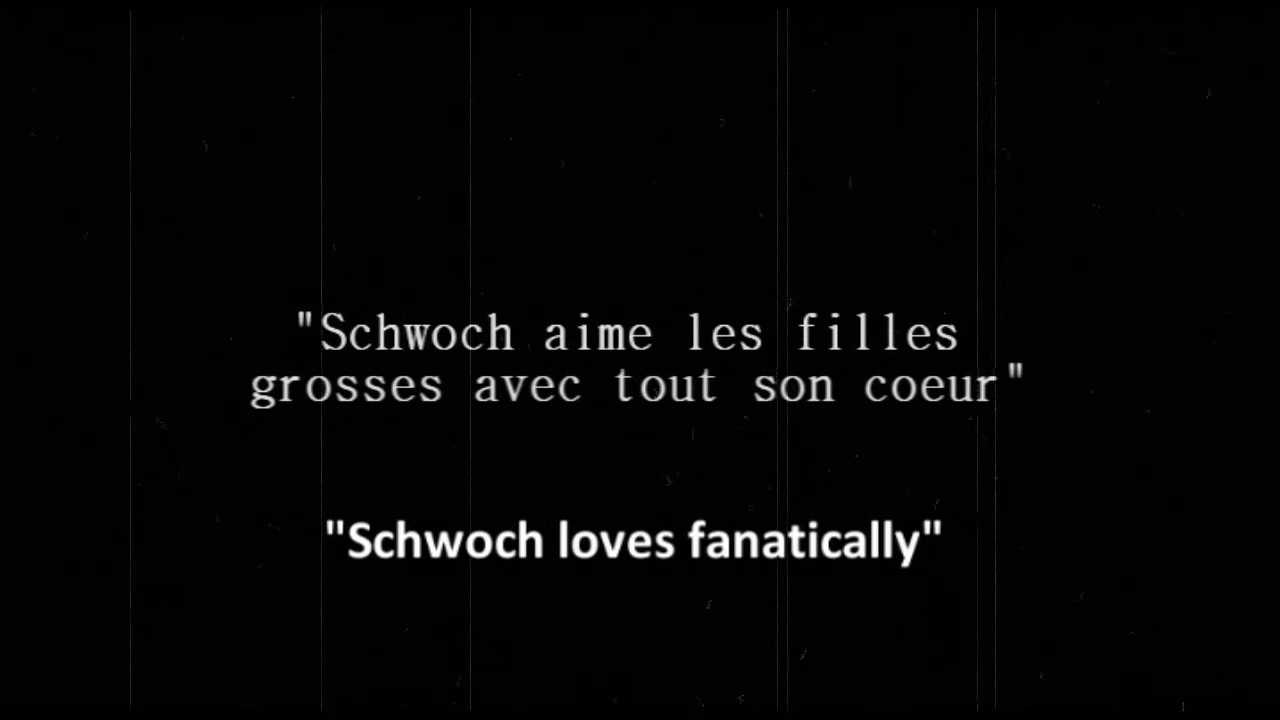 "Schwoch aime les filles
grosses avec tout son coeur"
"Schwoch loves fanatically"